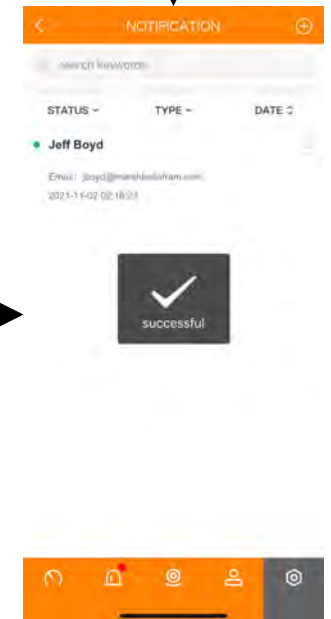 NOTIFICATION
search keywords
STATUS
TYPE
DATE
Jeff Boyd
Email:
2021-11-02 02:16:23
successful